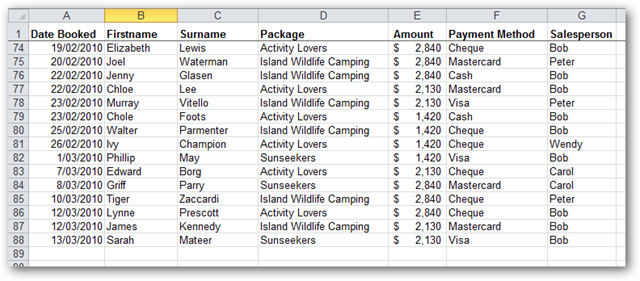 A B C D E F G
1 Date Booked Firstname Surname Package Amount Payment Method Salesperson
74 19/02/2010 Elizabeth Lewis Activity Lovers $ 2,840 Cheque Bob
75 20/02/2010 Joel Waterman Island Wildlife Camping $ 2,840 Mastercard Peter
76 22/02/2010 Jenny Glasen Island Wildlife Camping $ 2,840 Cash Bob
77 22/02/2010 Chloe Lee Activity Lovers $ 2,130 Mastercard Bob
78 23/02/2010 Murray Vitello Island Wildlife Camping $ 2,130 Visa Peter
79 23/02/2010 Chole Foots Activity Lovers $ 1,420 Cash Bob
80 25/02/2010 Walter Parmenter Island Wildlife Camping $ 1,420 Cheque Bob
81 26/02/2010 Ivy Champion Activity Lovers $ 1,420 Cheque Wendy
82 1/03/2010 Phillip May Sunseekers $ 1,420 Visa Bob
83 7/03/2010 Edward Borg Activity Lovers $ 2,130 Cheque Carol
84 8/03/2010 Griff Parry Sunseekers $ 2,840 Mastercard Carol
85 10/03/2010 Tiger Zaccardi Island Wildlife Camping $ 2,840 Cheque Peter
86 12/03/2010 Lynne Prescott Activity Lovers $ 2,840 Cheque Bob
87 12/03/2010 James Kennedy Island Wildlife Camping $ 2,130 Mastercard Bob
88 13/03/2010 Sarah Mateer Sunseekers $ 2,130 Visa Bob
89